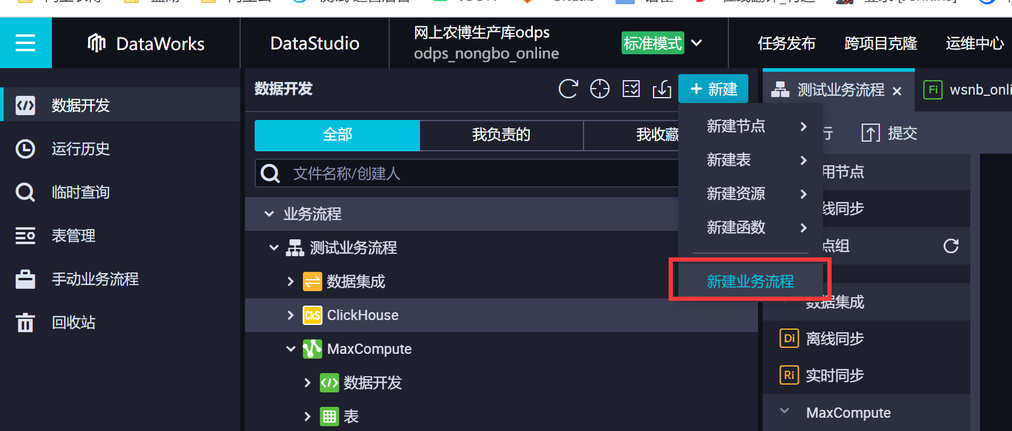 DataWorks
DataStudio
网上农博生产库odps
odps_nongbo_online
标准模式
任务发布
跨项目克隆
运维中心
数据开发
运行历史
临时查询
表管理
手动业务流程
回收站
数据开发
+ 新建
全部
我负责的
我收藏
文件名称/创建人
业务流程
测试业务流程
数据集成
CkS ClickHouse
MaxCompute
数据开发
表
新建节点
新建表
新建资源
新建函数
新建业务流程
测试业务流程
Fi wsnb_onli
行
提交
用节点
线同步
点组
数据集成
Di 离线同步
Ri 实时同步
MaxCompute